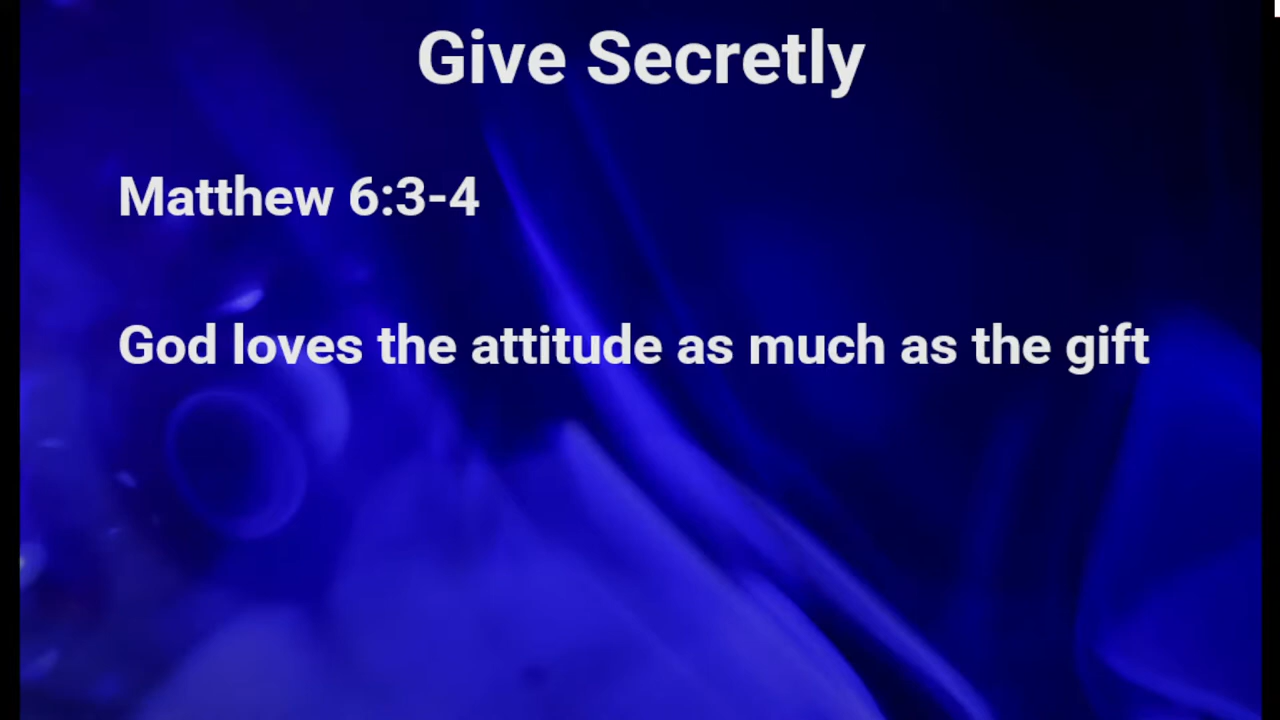 Give Secretly
Matthew 6:3-4
God loves the attitude as much as the gift